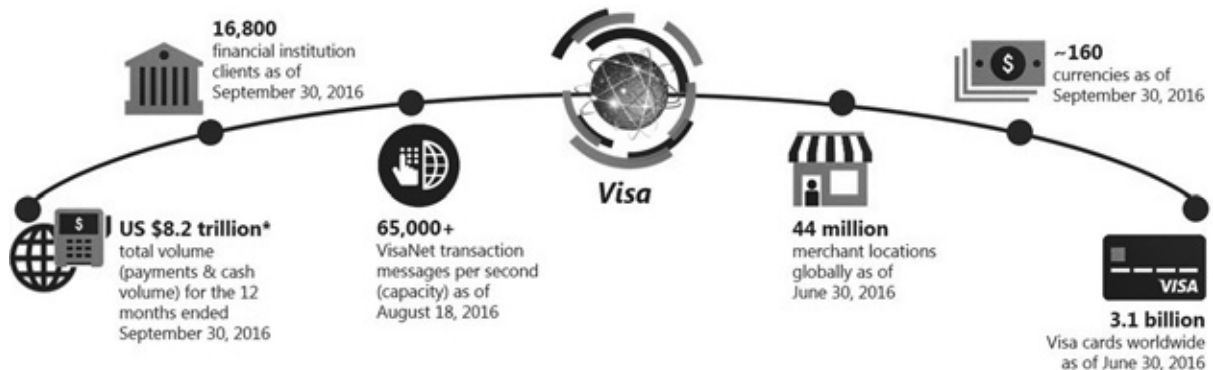 16,800
financial institution
clients as of
September 30, 2016
$
~160
currencies as of
September 30, 2016
Visa
$
US $8.2 trillion*
total volume
(payments & cash
volume) for the 12
months ended
September 30, 2016
65,000+
VisaNet transaction
messages per second
(capacity) as of
August 18, 2016
44 million
merchant locations
globally as of
June 30, 2016
VISA
3.1 billion
Visa cards worldwide
as of June 30, 2016